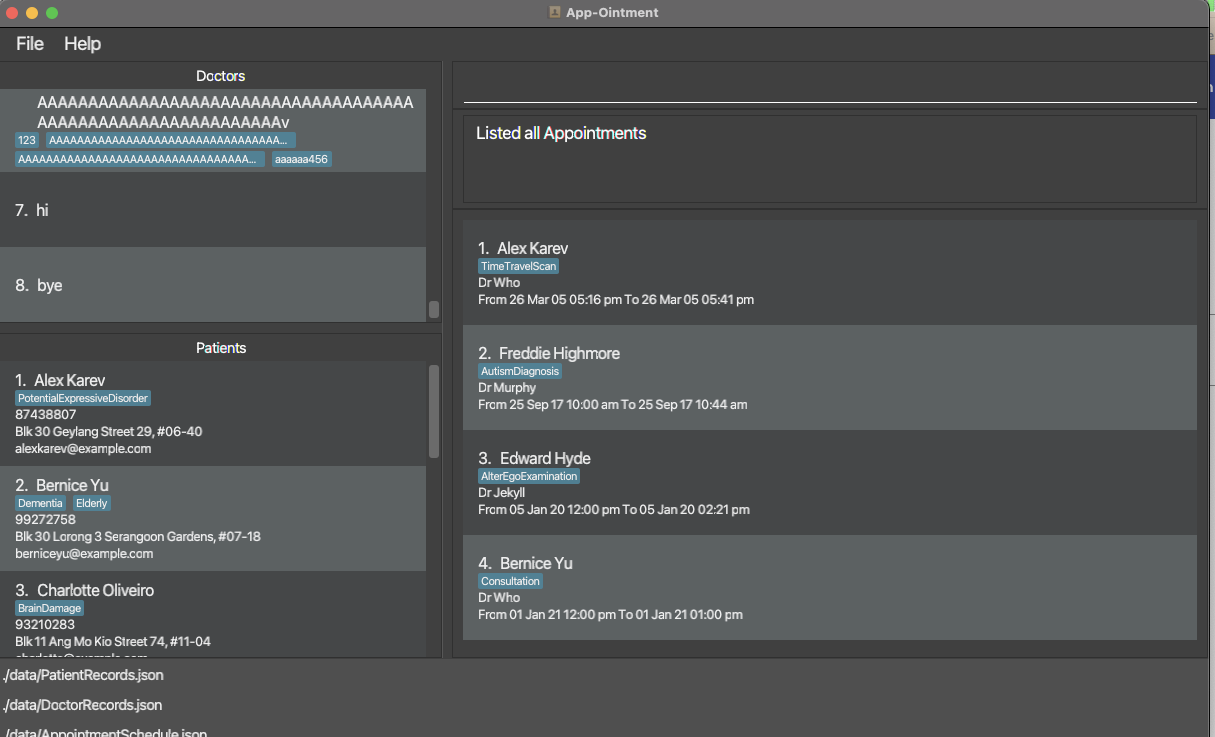 App-Ointment
File Help
Doctors
AAAAAAAAAAAAAAAAAAAAAAAAAAAAAAAAAAAAA
AAAAAAAAAAAAAAAAAAAAAAAAv
123 AAAAAAAAAAAAAAAAAAAAAAAAAAAAAAAAA...
AAAAAAAAAAAAAAAAAAAAAAAAAAAAAAAAA... aaaaaa456
7. hi
8. bye
Patients
1. Alex Karev
PotentialExpressiveDisorder
87438807
Blk 30 Geylang Street 29, #06-40
alexkarev@example.com
2. Bernice Yu
Dementia Elderly
99272758
Blk 30 Lorong 3 Serangoon Gardens, #07-18
berniceyu@example.com
3. Charlotte Oliveiro
BrainDamage
93210283
Blk 11 Ang Mo Kio Street 74, #11-04
Listed all Appointments
1. Alex Karev
TimeTravelScan
Dr Who
From 26 Mar 05 05:16 pm To 26 Mar 05 05:41 pm
2. Freddie Highmore
AutismDiagnosis
Dr Murphy
From 25 Sep 17 10:00 am To 25 Sep 17 10:44 am
3. Edward Hyde
AlterEgoExamination
Dr Jekyll
From 05 Jan 20 12:00 pm To 05 Jan 20 02:21 pm
4. Bernice Yu
Consultation
Dr Who
From 01 Jan 21 12:00 pm To 01 Jan 21 01:00 pm
./data/PatientRecords.json
./data/DoctorRecords.json
./data/AppointmentSchedule.json